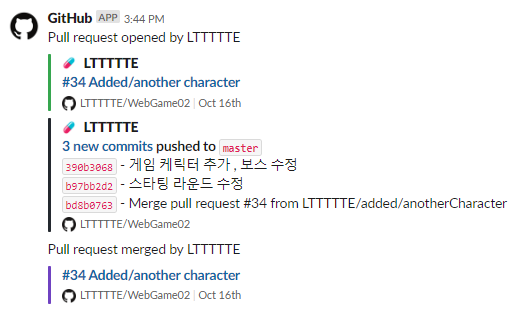 GitHub APP 3:44 PM
Pull request opened by LTTTTTE
LTTTTTE
#34 Added/another character
LTTTTTE/WebGame02 | Oct 16th
LTTTTTE
3 new commits pushed to master
390b3068 - 게임 케릭터 추가 , 보스 수정
b97bb2d2 - 스타팅 라운드 수정
bd8b0763 - Merge pull request #34 from LTTTTTE/added/anotherCharacter
LTTTTTE/WebGame02
Pull request merged by LTTTTTE
#34 Added/another character
LTTTTTE/WebGame02 | Oct 16th